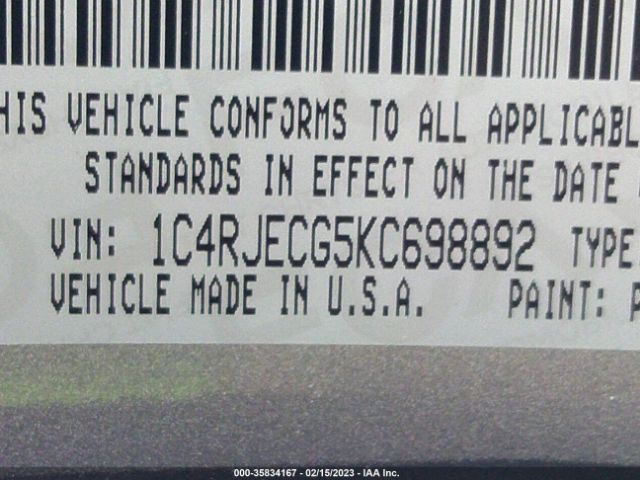 HIS VEHICLE CONFORMS TO ALL APPLICABL
STANDARDS IN EFFECT ON THE DATE
VIN: 1C4RJECG5KC698892 TYPE:
VEHICLE MADE IN U.S.A. PAINT: P
000-35834167 - 02/15/2023 - IAA Inc.